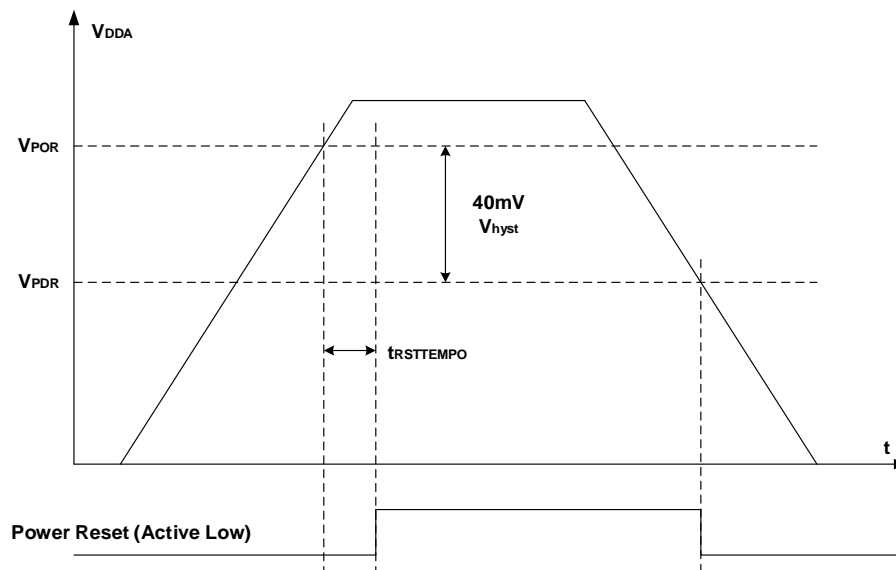 VDDA
VPOR
40mV
Vhyst
VPDR
tRSTTEMPO
t
Power Reset (Active Low)